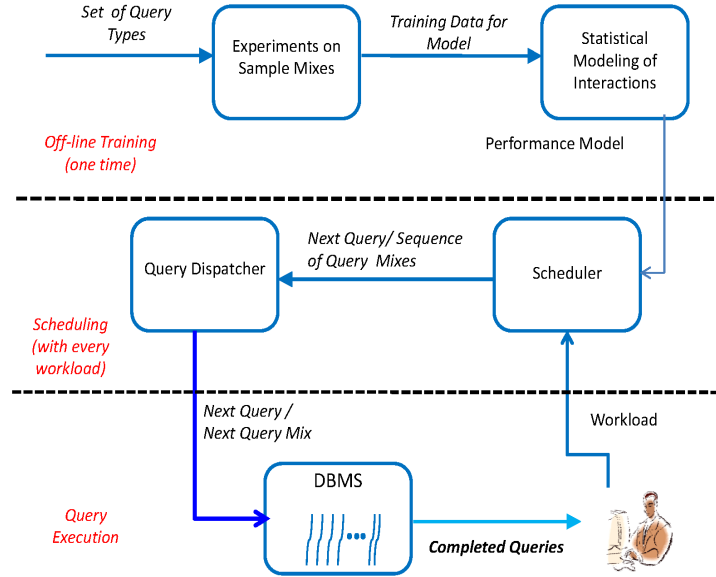 Set of Query
Types
Experiments on
Sample Mixes
Training Data for
Model
Statistical
Modeling of
Interactions
Off-line Training
(one time)
Performance Model
Query Dispatcher
Next Query/ Sequence
of Query Mixes
Scheduler
Scheduling
(with every
workload)
Next Query /
Next Query Mix
Workload
DBMS
Query
Execution
Completed Queries